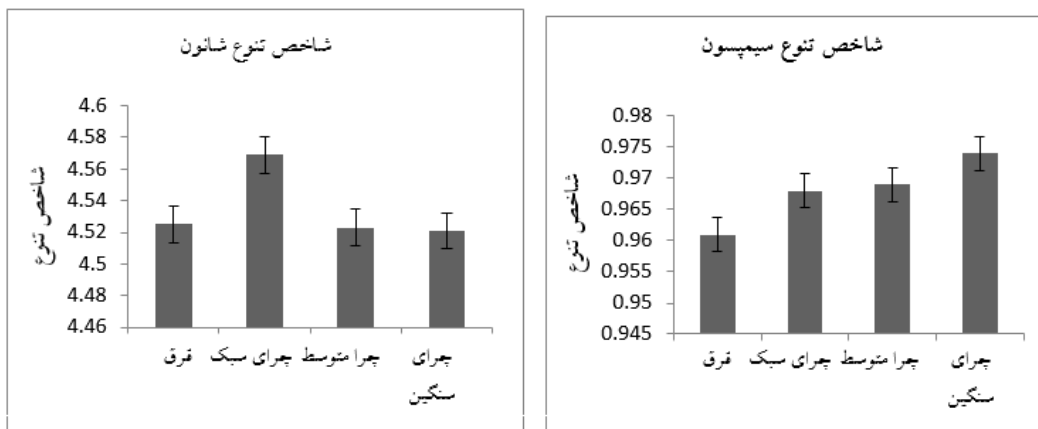 شاخص تنوع شانون
4.6
4.58
4.56
4.54
4.52
4.5
4.48
4.46
شاخص تنوع
قرق
چرای سبک
چرا متوسط
چرای
سنگین
شاخص تنوع سیمپسون
0.98
0.975
0.97
0.965
0.96
0.955
0.95
0.945
شاخص تنوع
قرق
چرای سبک
چرا متوسط
چرای
سنگین